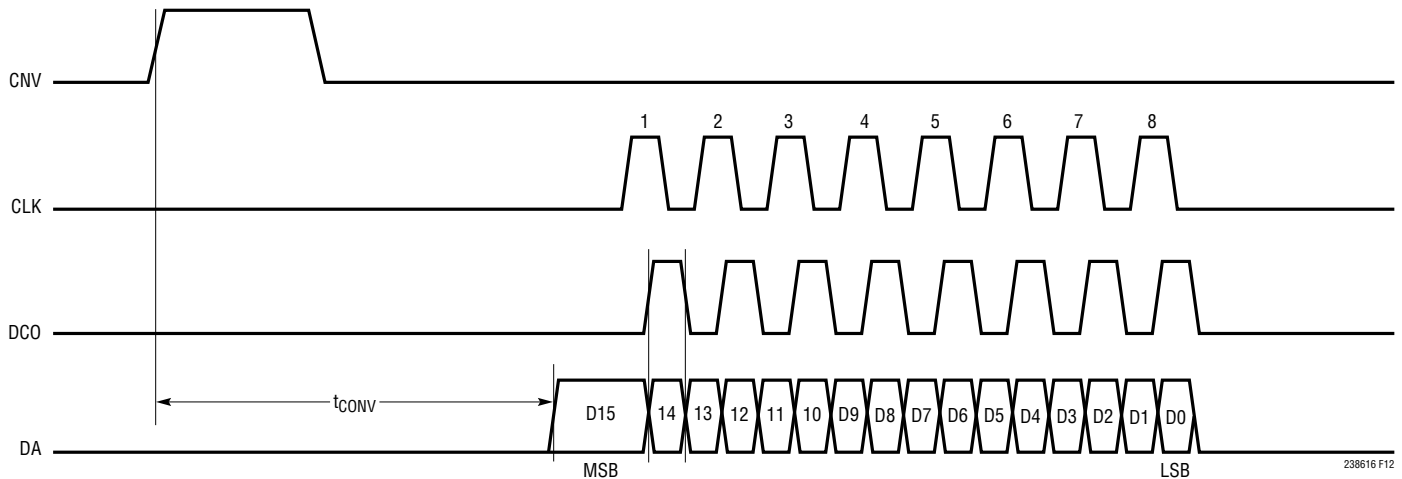 CNV
1 2 3 4 5 6 7 8
CLK
DCO
tCONV
D15 14 13 12 11 10 D9 D8 D7 D6 D5 D4 D3 D2 D1 D0
DA
MSB LSB
238616 F12